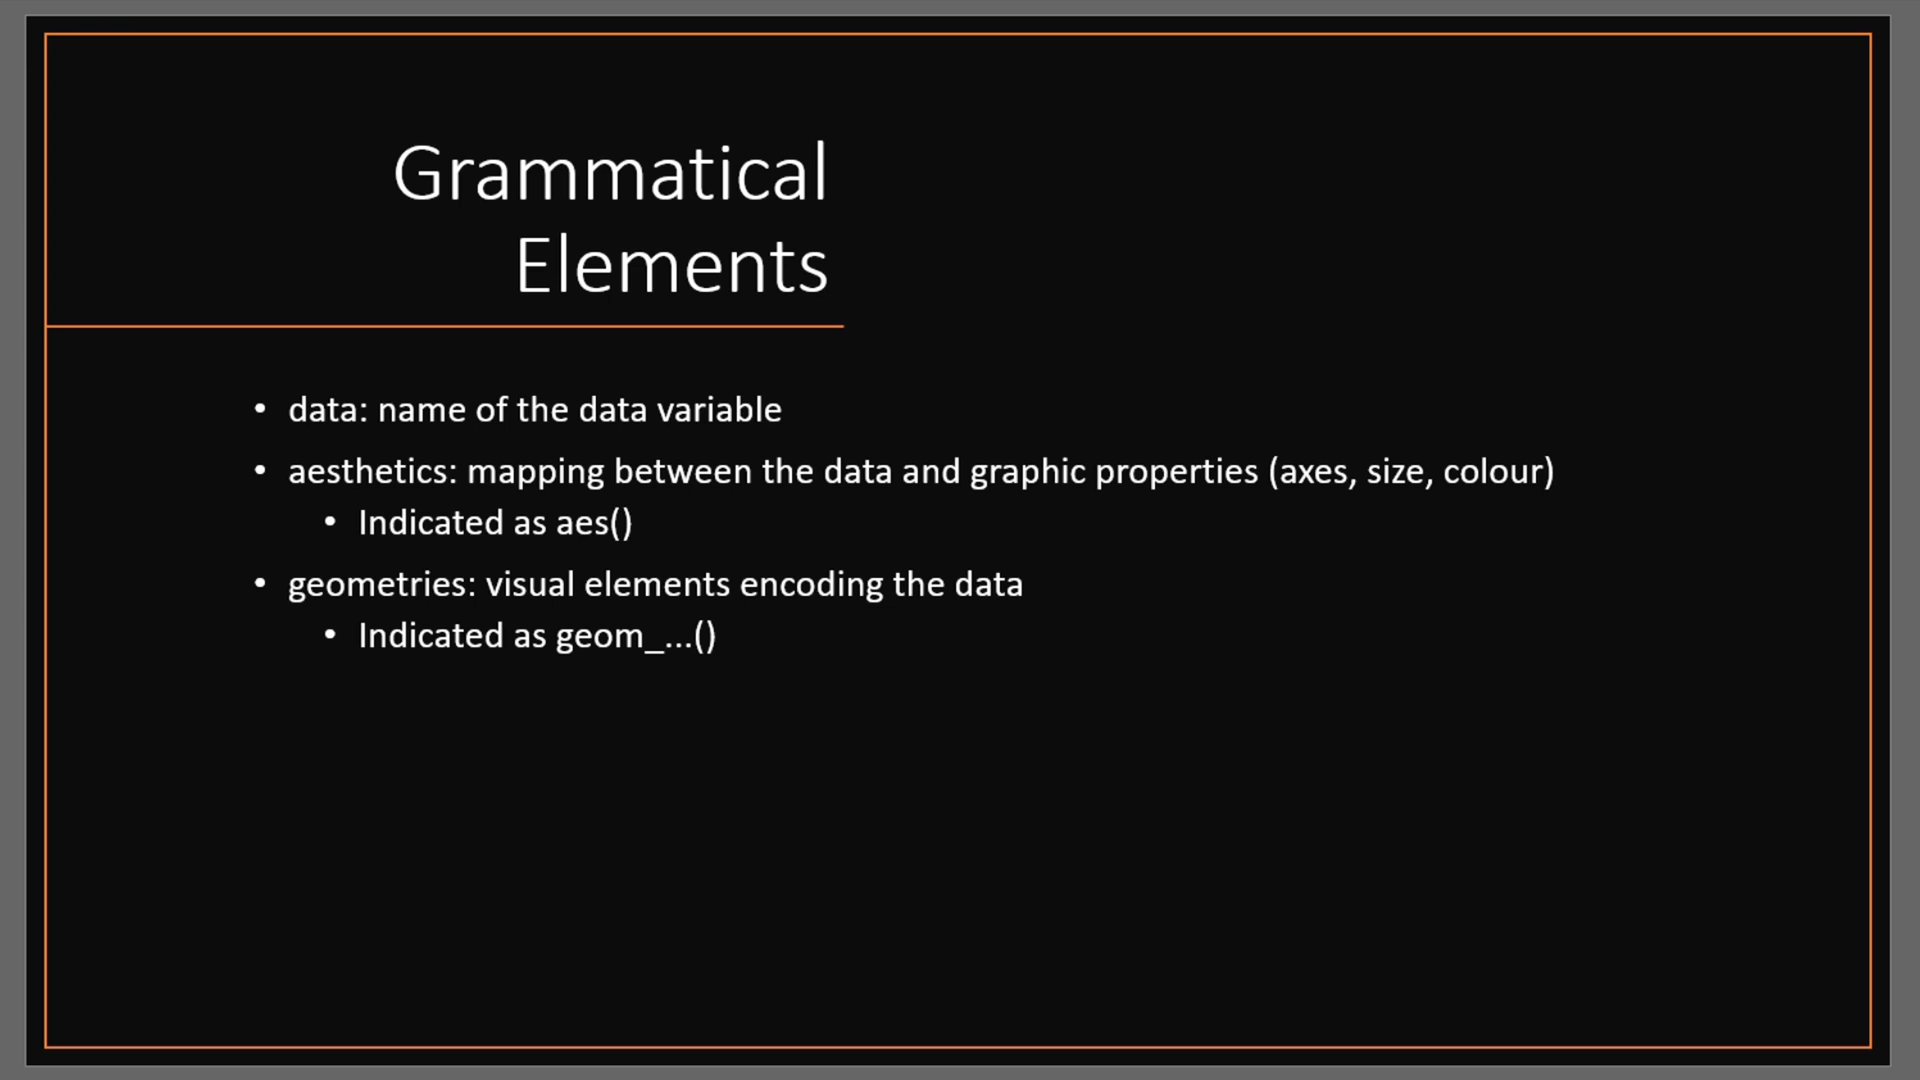 Grammatical
Elements
• data: name of the data variable
• aesthetics: mapping between the data and graphic properties (axes, size, colour)
• Indicated as aes()
• geometries: visual elements encoding the data
• Indicated as geom_...()